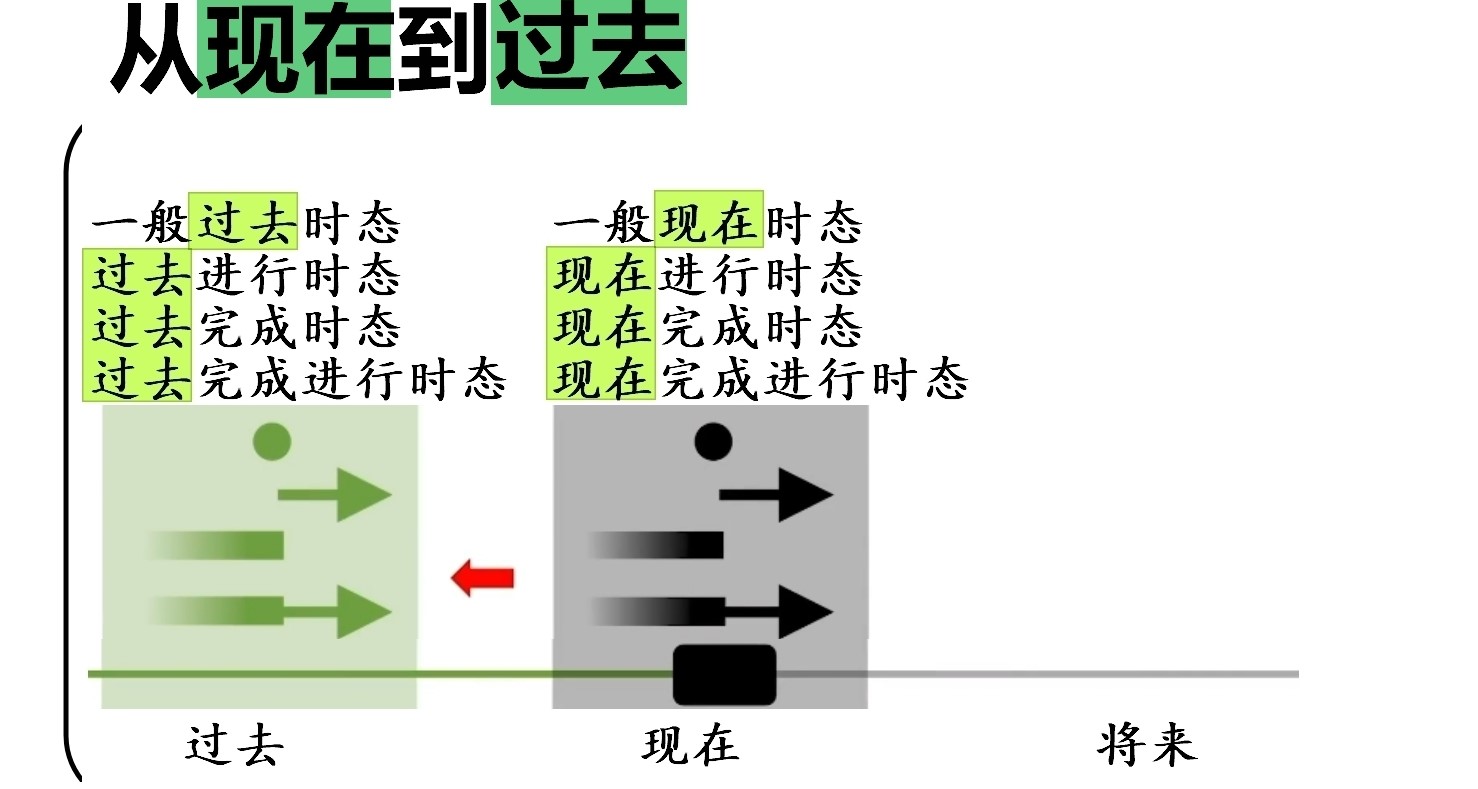 从现在到过去
一般过去时态
过去进行时态
过去完成时态
过去完成进行时态
一般现在时态
现在进行时态
现在完成时态
现在完成进行时态
过去
现在
将来